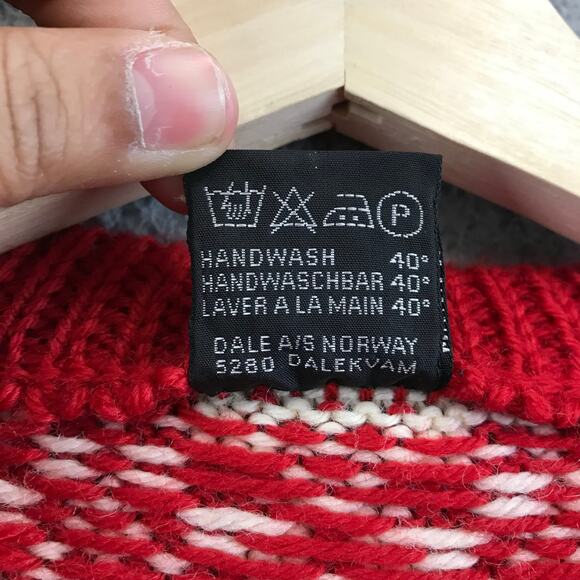 P
HANDWASH 40°
HANDWASCHBAR 40°
LAVER A LA MAIN 40°
DALE A/S NORWAY
5280 DALEKVAM